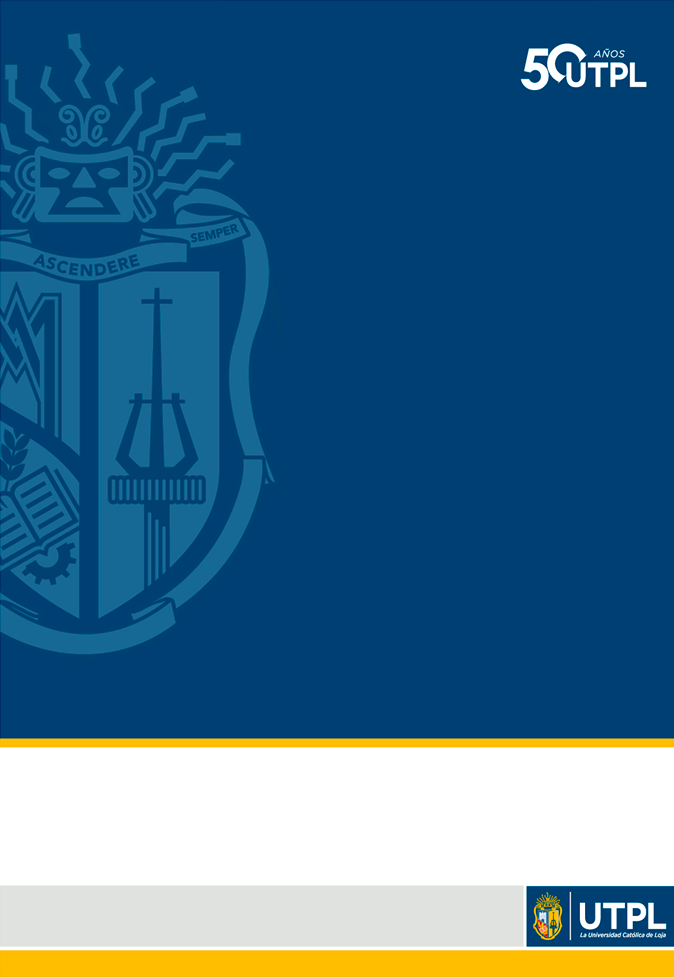 50 AÑOS
UTPL
SEMPER
ASCENDERE
UTPL
La Universidad Católica de Loja